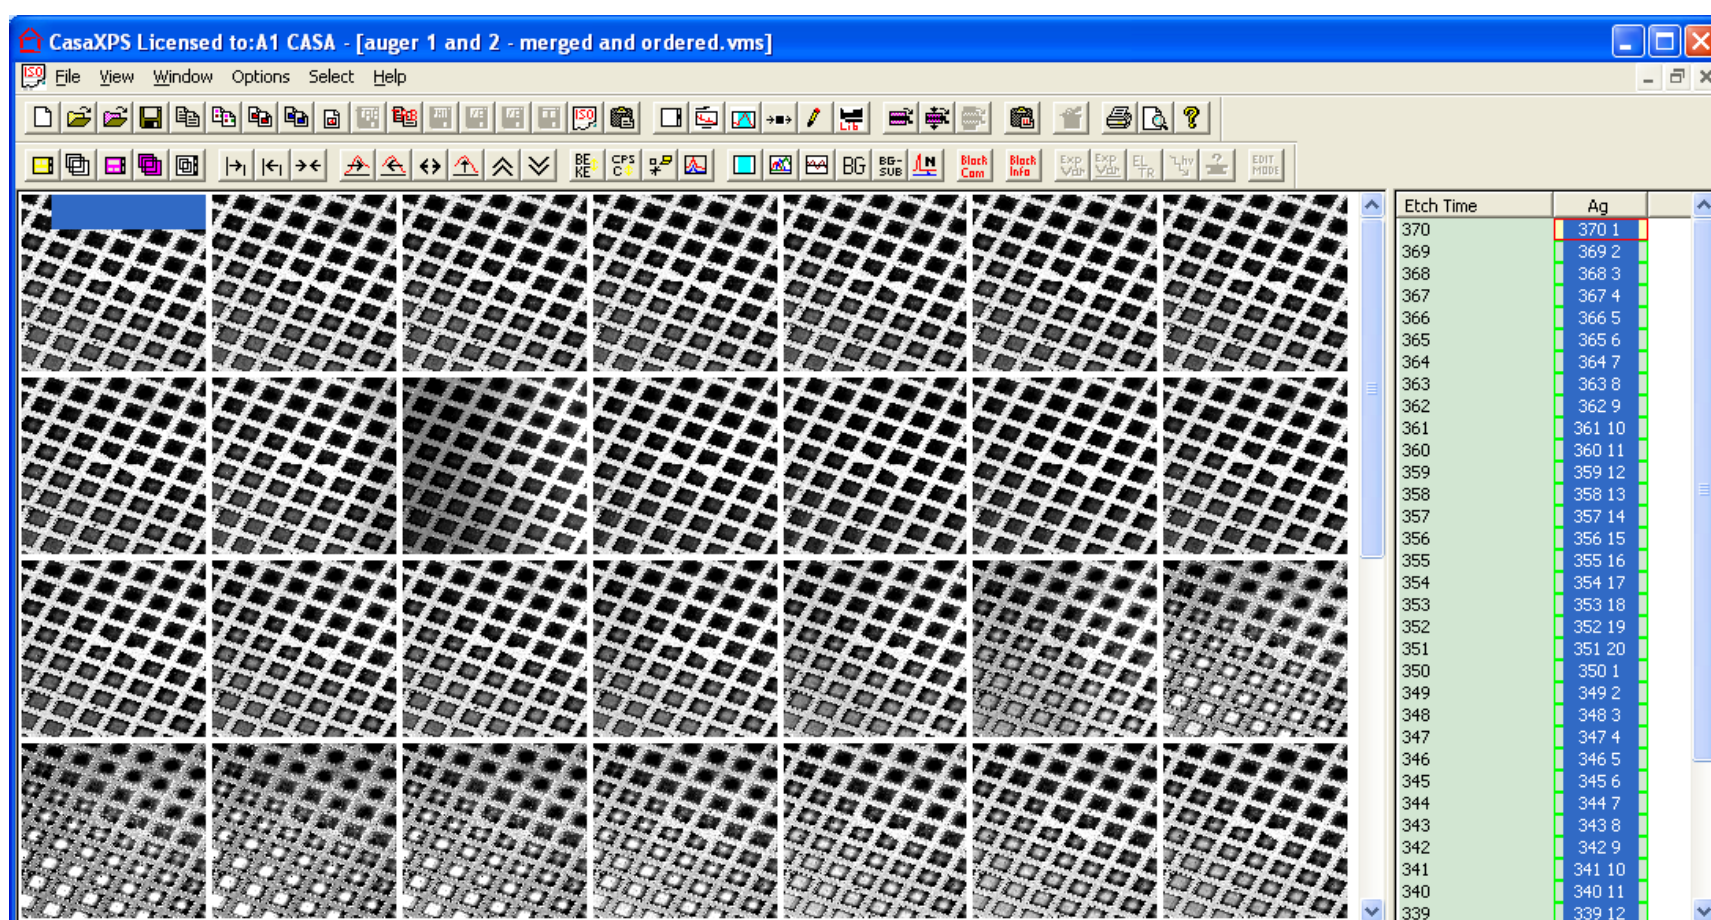 CasaXPS Licensed to:A1 CASA - [auger 1 and 2 - merged and ordered.vms]
ISO File View Window Options Select Help
ISO Lib
BE KE CPS CT BG BG-SUB N Block Com Block Info Exp Var Exp Var EL TR hv ? EDIT MODE
Etch Time Ag
370 370 1
369 369 2
368 368 3
367 367 4
366 366 5
365 365 6
364 364 7
363 363 8
362 362 9
361 361 10
360 360 11
359 359 12
358 358 13
357 357 14
356 356 15
355 355 16
354 354 17
353 353 18
352 352 19
351 351 20
350 350 1
349 349 2
348 348 3
347 347 4
346 346 5
345 345 6
344 344 7
343 343 8
342 342 9
341 341 10
340 340 11
339 339 12